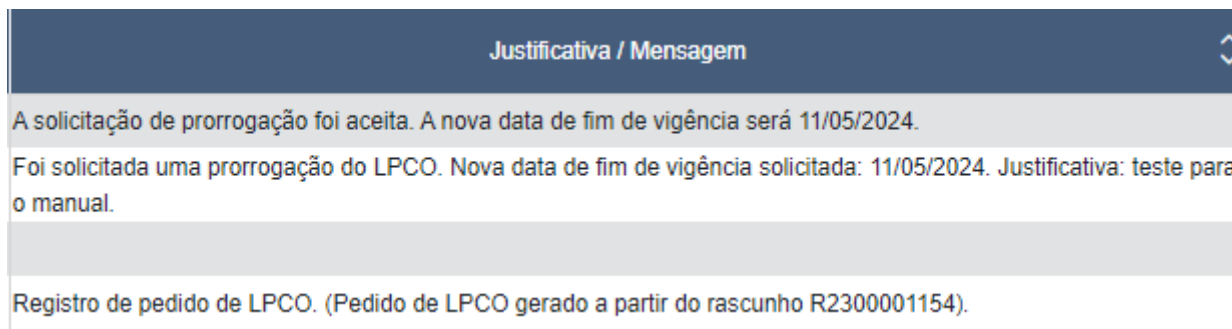 Justificativa / Mensagem
A solicitação de prorrogação foi aceita. A nova data de fim de vigência será 11/05/2024.
Foi solicitada uma prorrogação do LPCO. Nova data de fim de vigência solicitada: 11/05/2024. Justificativa: teste para
o manual.
Registro de pedido de LPCO. (Pedido de LPCO gerado a partir do rascunho R2300001154).